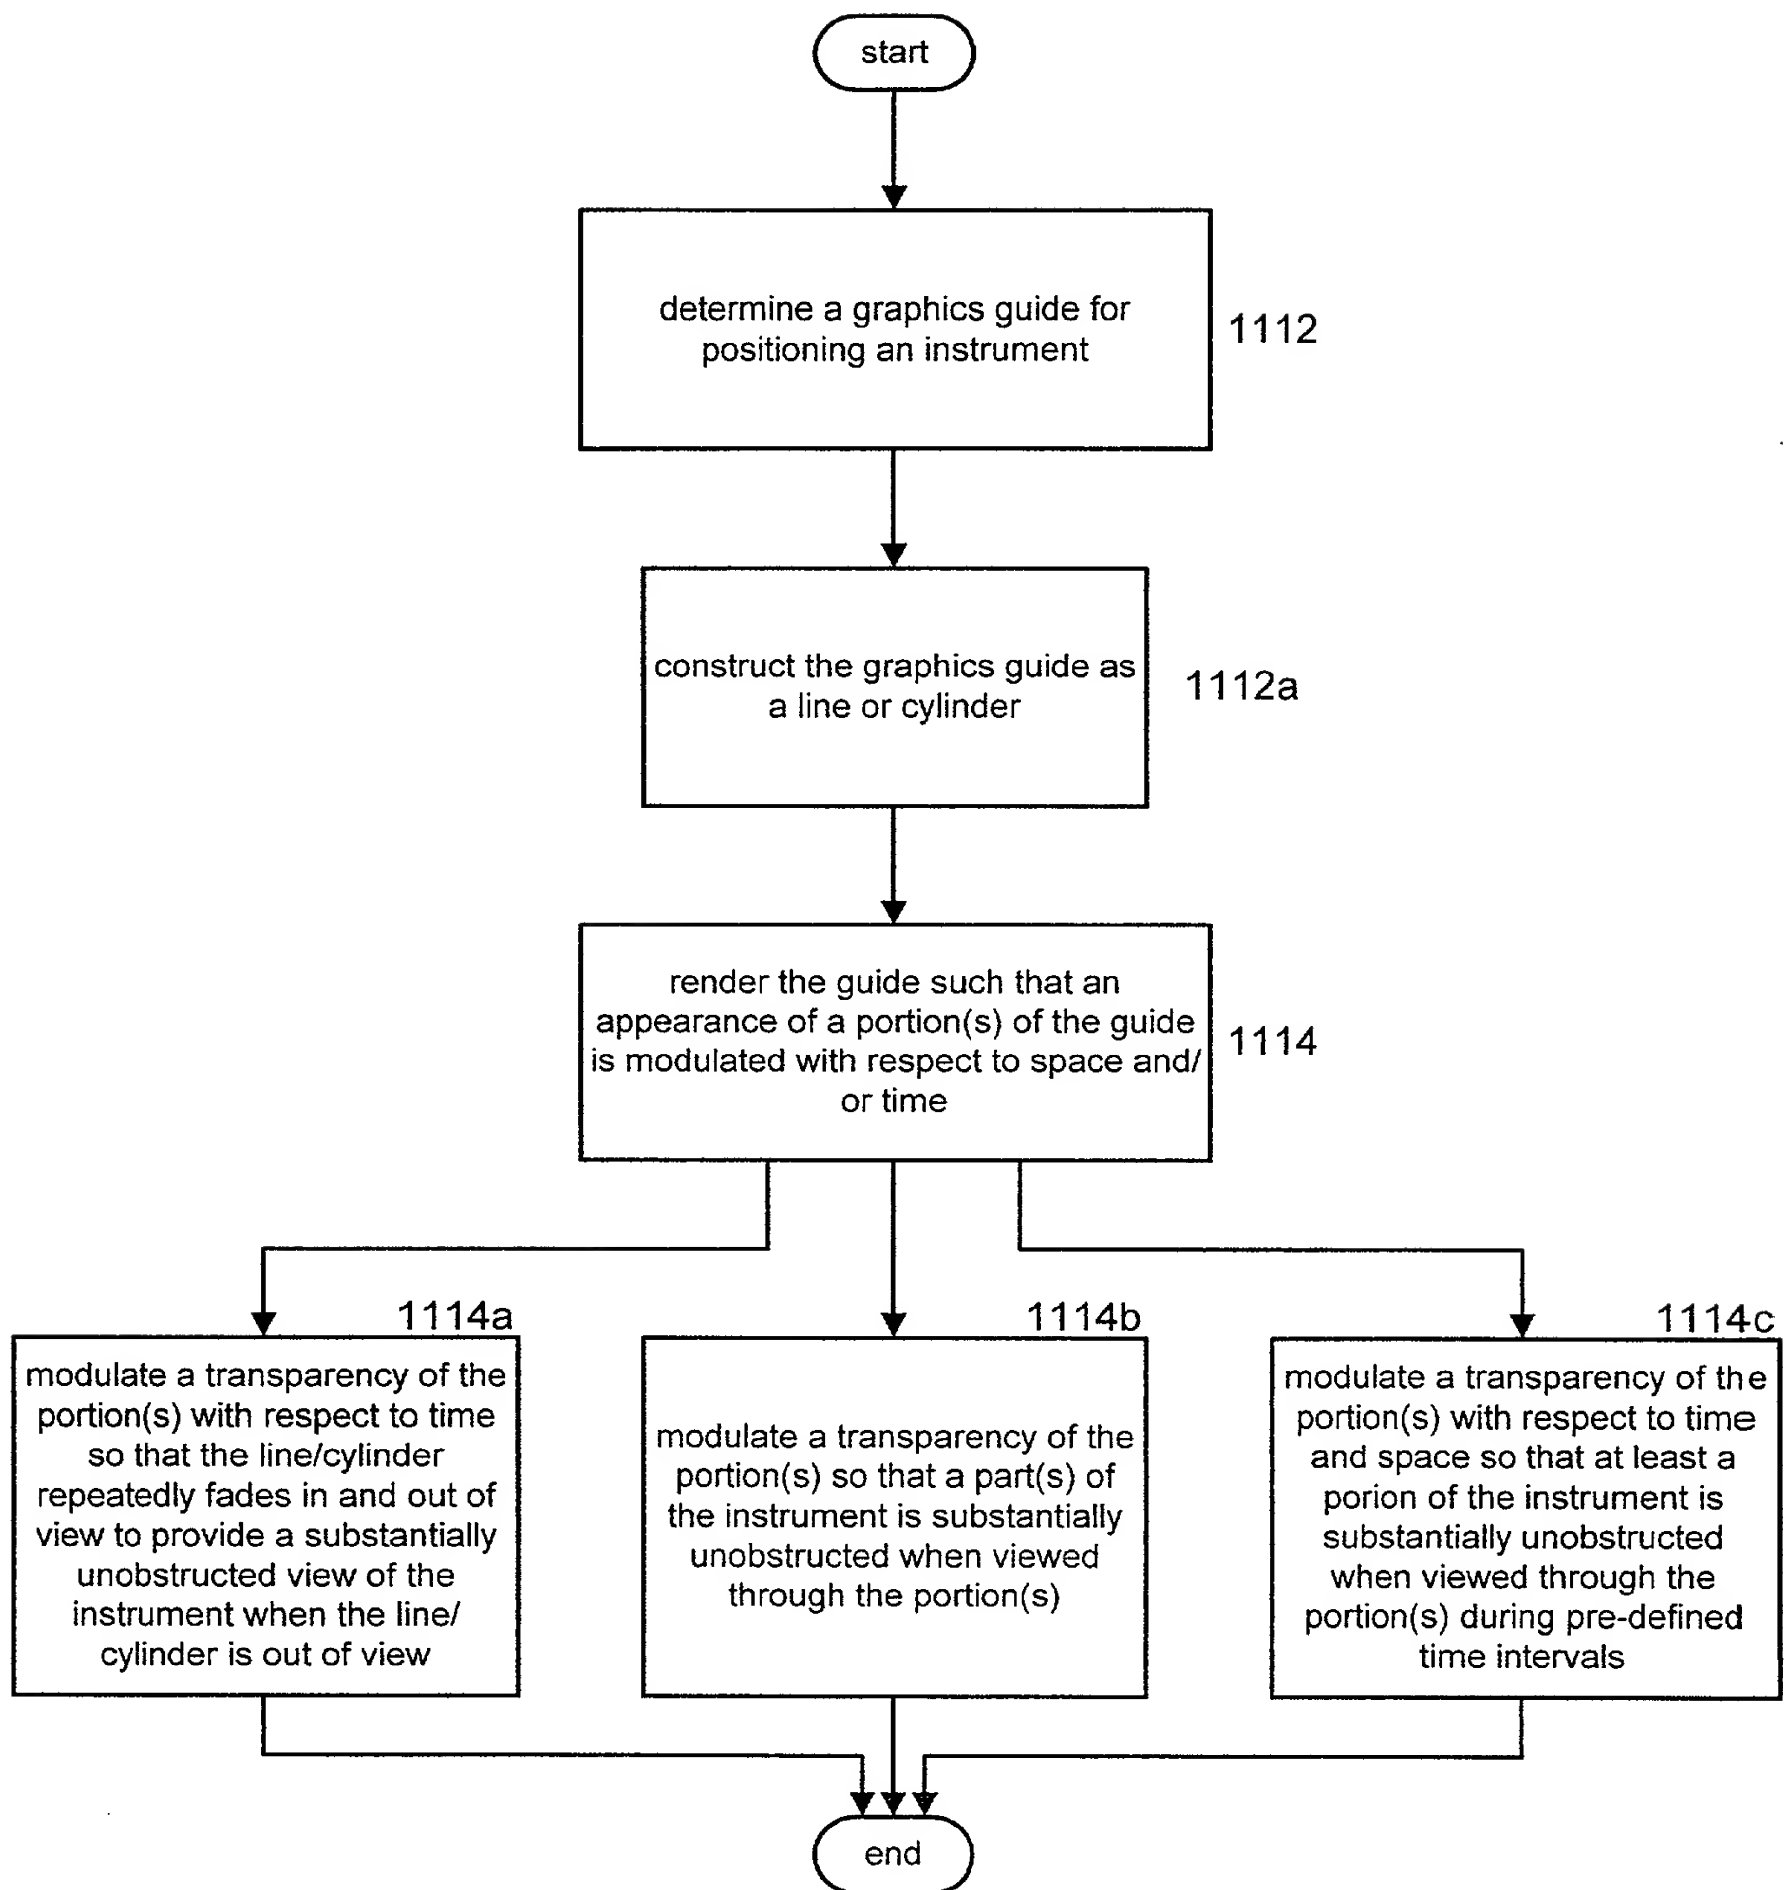 start
determine a graphics guide for
positioning an instrument
1112
construct the graphics guide as
a line or cylinder
1112a
render the guide such that an
appearance of a portion(s) of the guide
is modulated with respect to space and/
or time
1114
1114a
modulate a transparency of the
portion(s) with respect to time
so that the line/cylinder
repeatedly fades in and out of
view to provide a substantially
unobstructed view of the
instrument when the line/
cylinder is out of view
1114b
modulate a transparency of the
portion(s) so that a part(s) of
the instrument is substantially
unobstructed when viewed
through the portion(s)
1114c
modulate a transparency of the
portion(s) with respect to time
and space so that at least a
porion of the instrument is
substantially unobstructed
when viewed through the
portion(s) during pre-defined
time intervals
end